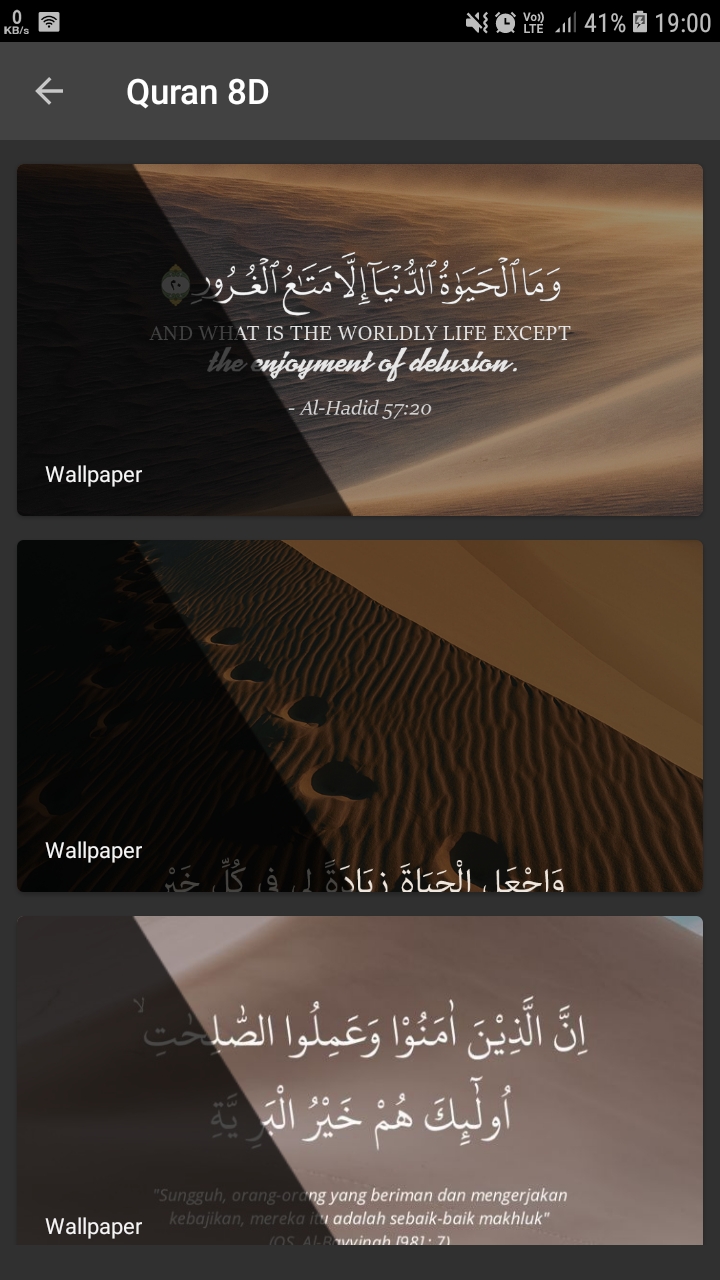 0
KB/s
Vo))
LTE
41%
19:00
Quran 8D
وَمَا ٱلْحَيَوٰةُ ٱلدُّنْيَآ إِلَّا مَتَـٰعُ ٱلْغُرُورِ ٢٠
AND WHAT IS THE WORLDLY LIFE EXCEPT
the enjoyment of delusion.
- Al-Hadid 57:20
Wallpaper
Wallpaper
وَاجْعَلِ الْحَيَاةَ زِيَادَةً لِي فِي كُلِّ خَيْرٍ
اِنَّ الَّذِيْنَ اٰمَنُوْا وَعَمِلُوا الصّٰلِحٰتِۙ
اُولٰۤىِٕكَ هُمْ خَيْرُ الْبَرِيَّةِ
"Sungguh, orang-orang yang beriman dan mengerjakan
kebajikan, mereka itu adalah sebaik-baik makhluk"
Wallpaper
(QS. Al-Bayyinah [98] : 7)